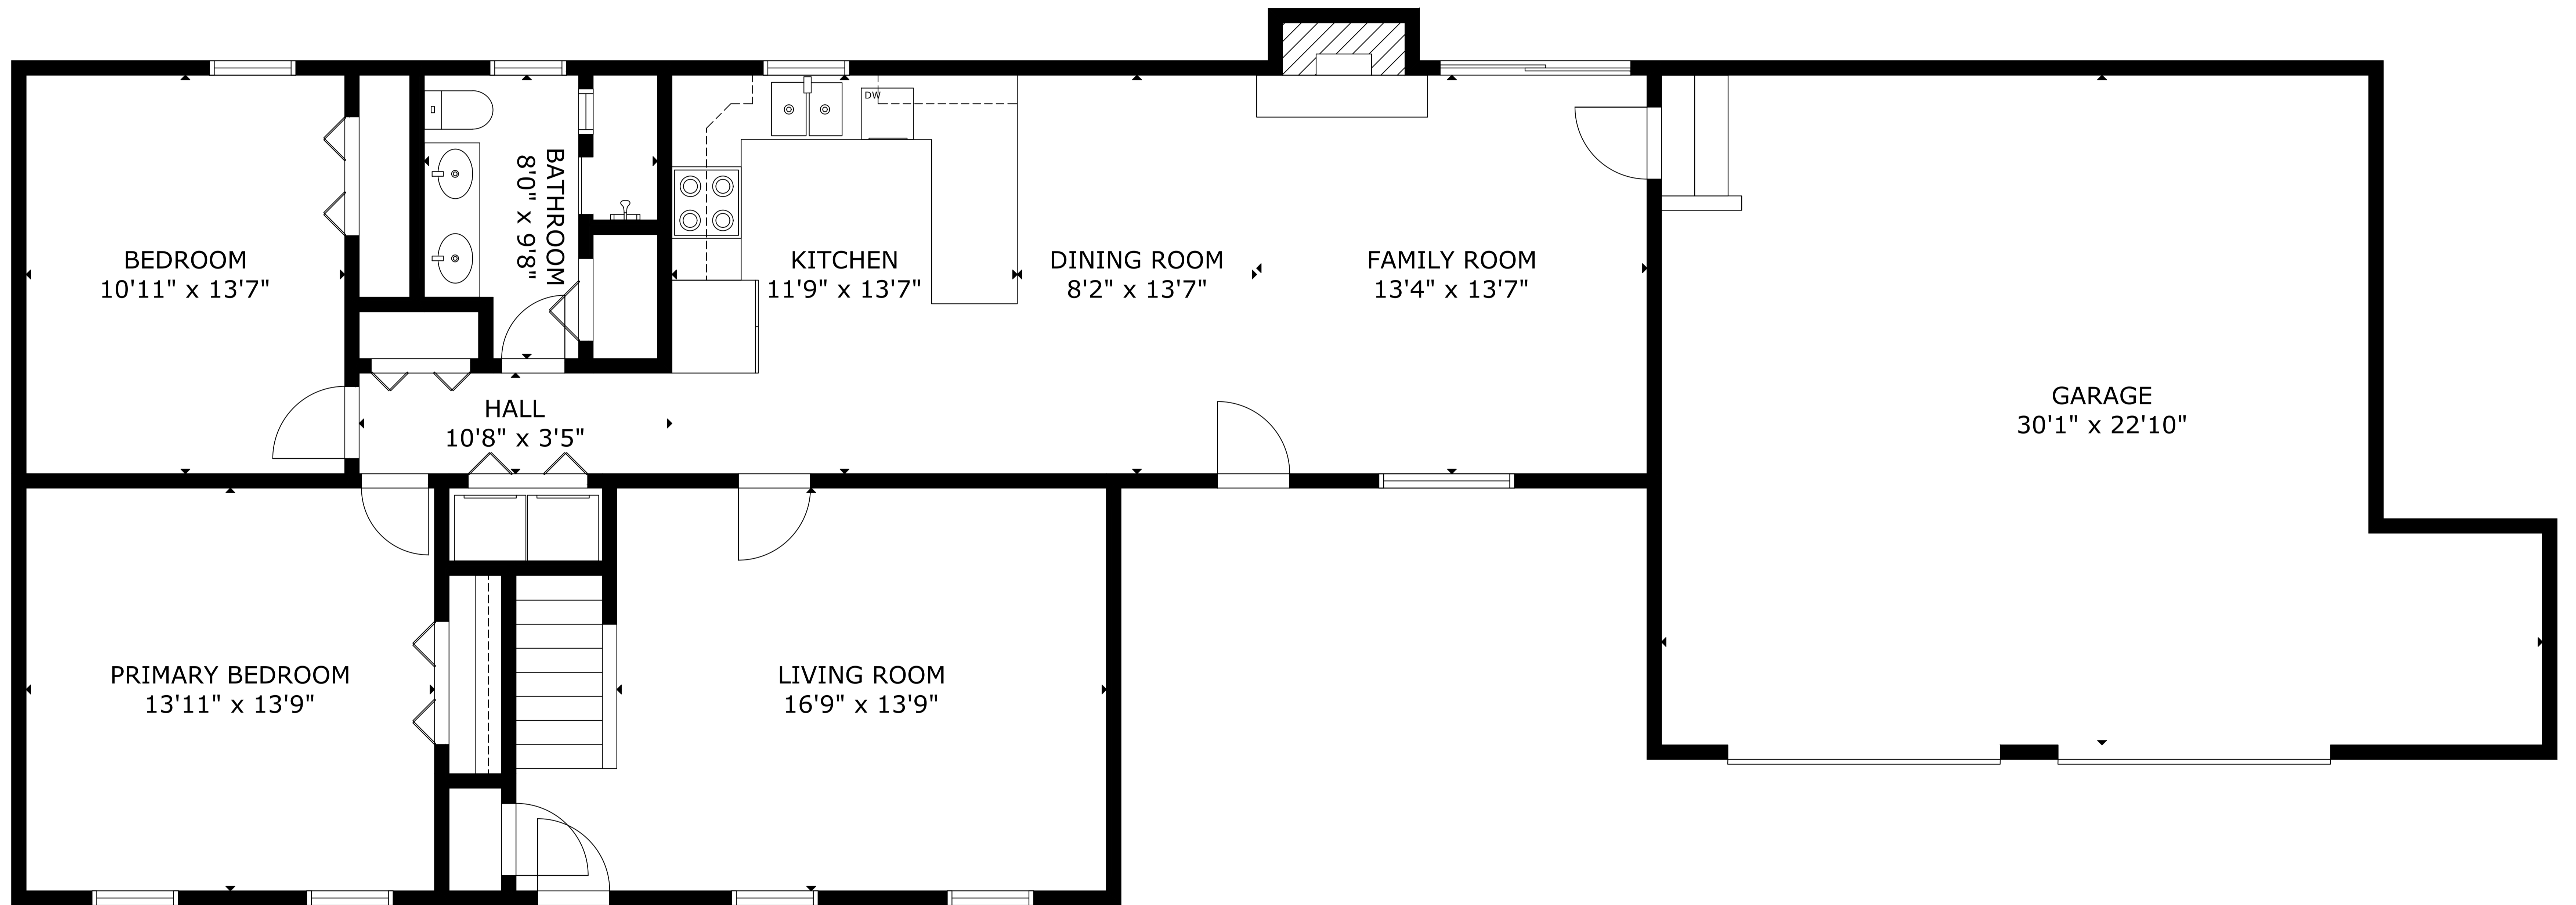 BEDROOM
10'11" x 13'7"
BATHROOM
8'0" x 9'8"
DW
KITCHEN
11'9" x 13'7"
DINING ROOM
8'2" x 13'7"
FAMILY ROOM
13'4" x 13'7"
GARAGE
30'1" x 22'10"
HALL
10'8" x 3'5"
PRIMARY BEDROOM
13'11" x 13'9"
LIVING ROOM
16'9" x 13'9"